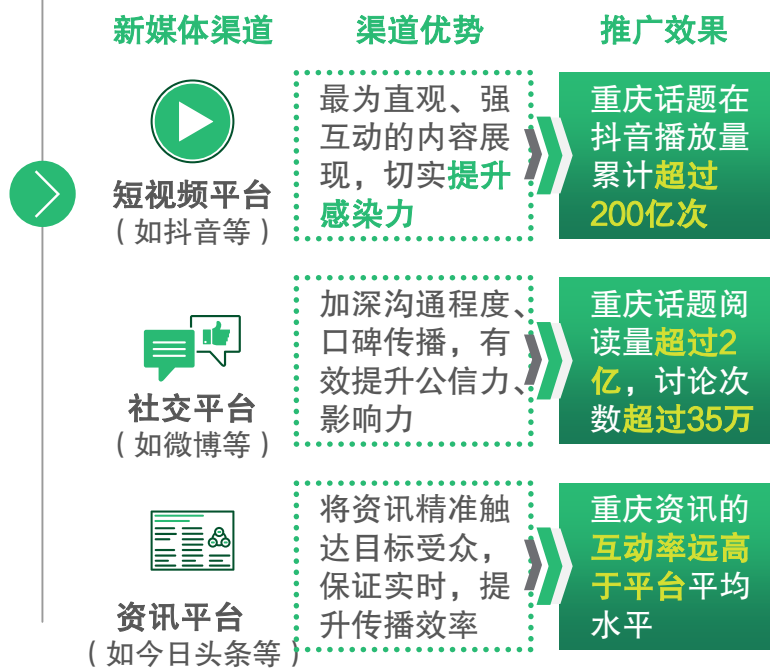 新媒体渠道
渠道优势
推广效果
短视频平台
（如抖音等）
最为直观、强
互动的内容展
现，切实提升
感染力
重庆话题在
抖音播放量
累计超过
200亿次
社交平台
（如微博等）
加深沟通程度、
口碑传播，有
效提升公信力、
影响力
重庆话题阅
读量超过2
亿，讨论次
数超过35万
资讯平台
（如今日头条等）
将资讯精准触
达目标受众，
保证实时，提
升传播效率
重庆资讯的
互动率远高
于平台平均
水平